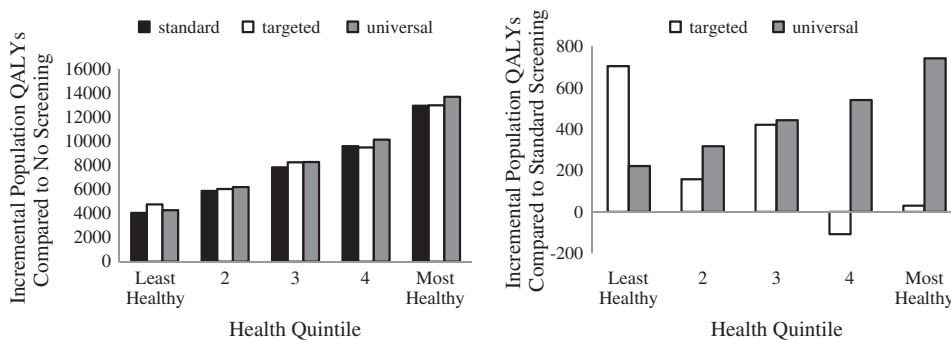 standard targeted universal
Incremental Population QALYs
Compared to No Screening
16000
14000
12000
10000
8000
6000
4000
2000
0
Least
Healthy
2
3
4
Most
Healthy
Health Quintile
targeted universal
Incremental Population QALYs
Compared to Standard Screening
800
600
400
200
0
-200
Least
Healthy
2
3
4
Most
Healthy
Health Quintile